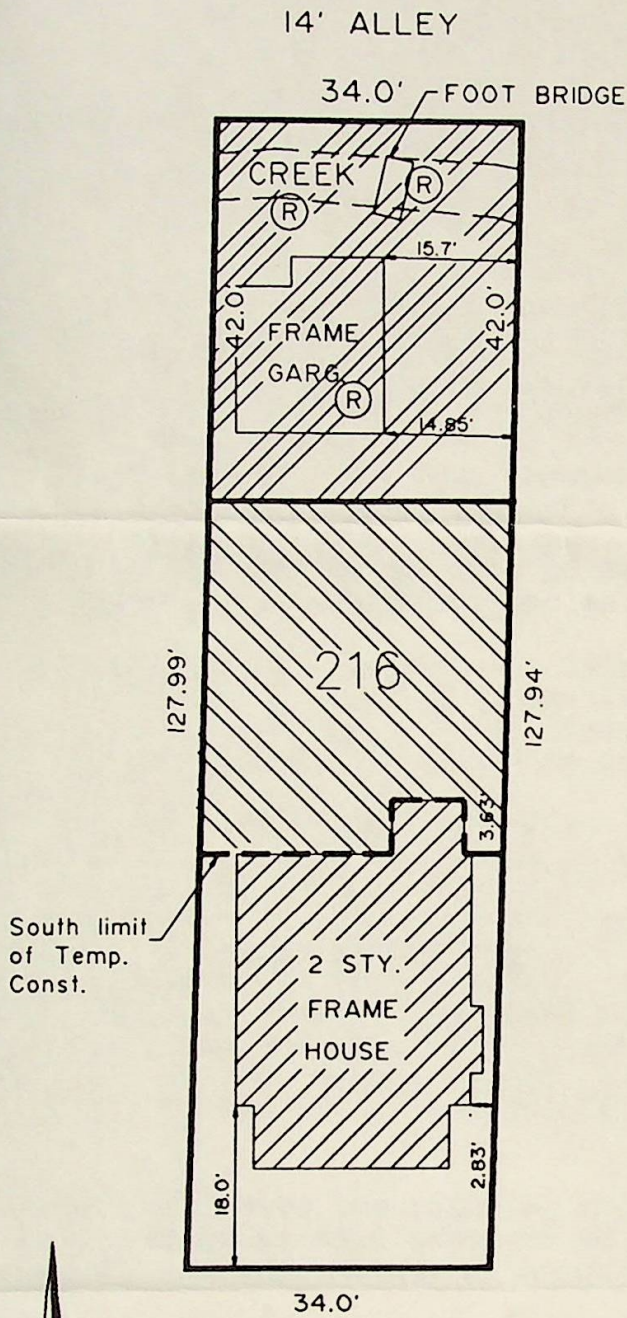 14' ALLEY
34.0'
FOOT BRIDGE
CREEK
R
R
15.7'
42.0'
42.0'
FRAME
GARG.
R
14.85'
216
127.99'
127.94'
3.63'
South limit
of Temp.
Const.
2 STY.
FRAME
HOUSE
18.0'
2.83'
34.0'